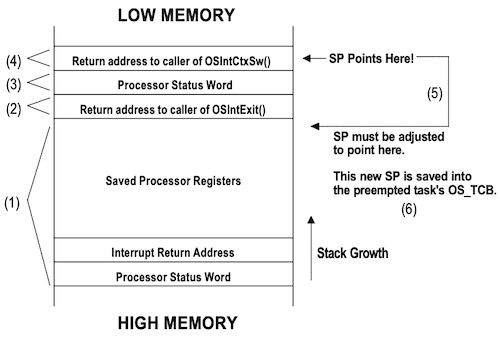 LOW MEMORY
(4)
Return address to caller of OSIntCtxSw()
SP Points Here!
(3)
Processor Status Word
(5)
(2)
Return address to caller of OSIntExit()
SP must be adjusted
to point here.
This new SP is saved into
the preempted task's OS_TCB.
(6)
(1)
Saved Processor Registers
Interrupt Return Address
Stack Growth
Processor Status Word
HIGH MEMORY